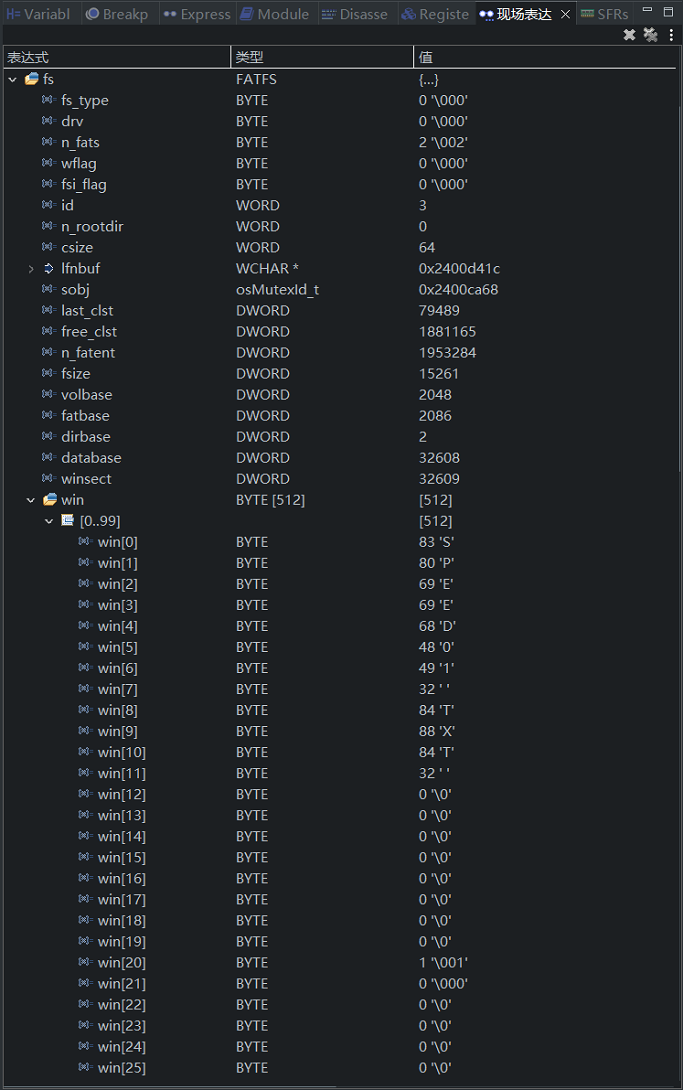 Variabl Breakp Express Module Disasse Registe 现场表达 SFRs
表达式 类型 值
fs FATFS {...}
fs_type BYTE 0 '\000'
drv BYTE 0 '\000'
n_fats BYTE 2 '\002'
wflag BYTE 0 '\000'
fsi_flag BYTE 0 '\000'
id WORD 3
n_rootdir WORD 0
csize WORD 64
lfnbuf WCHAR * 0x2400d41c
sobj osMutexId_t 0x2400ca68
last_clst DWORD 79489
free_clst DWORD 1881165
n_fatent DWORD 1953284
fsize DWORD 15261
volbase DWORD 2048
fatbase DWORD 2086
dirbase DWORD 2
database DWORD 32608
winsect DWORD 32609
win BYTE [512] [512]
[0..99] [512]
win[0] BYTE 83 'S'
win[1] BYTE 80 'P'
win[2] BYTE 69 'E'
win[3] BYTE 69 'E'
win[4] BYTE 68 'D'
win[5] BYTE 48 '0'
win[6] BYTE 49 '1'
win[7] BYTE 32 ' '
win[8] BYTE 84 'T'
win[9] BYTE 88 'X'
win[10] BYTE 84 'T'
win[11] BYTE 32 ' '
win[12] BYTE 0 '\0'
win[13] BYTE 0 '\0'
win[14] BYTE 0 '\0'
win[15] BYTE 0 '\0'
win[16] BYTE 0 '\0'
win[17] BYTE 0 '\0'
win[18] BYTE 0 '\0'
win[19] BYTE 0 '\0'
win[20] BYTE 1 '\001'
win[21] BYTE 0 '\000'
win[22] BYTE 0 '\0'
win[23] BYTE 0 '\0'
win[24] BYTE 0 '\0'
win[25] BYTE 0 '\0'